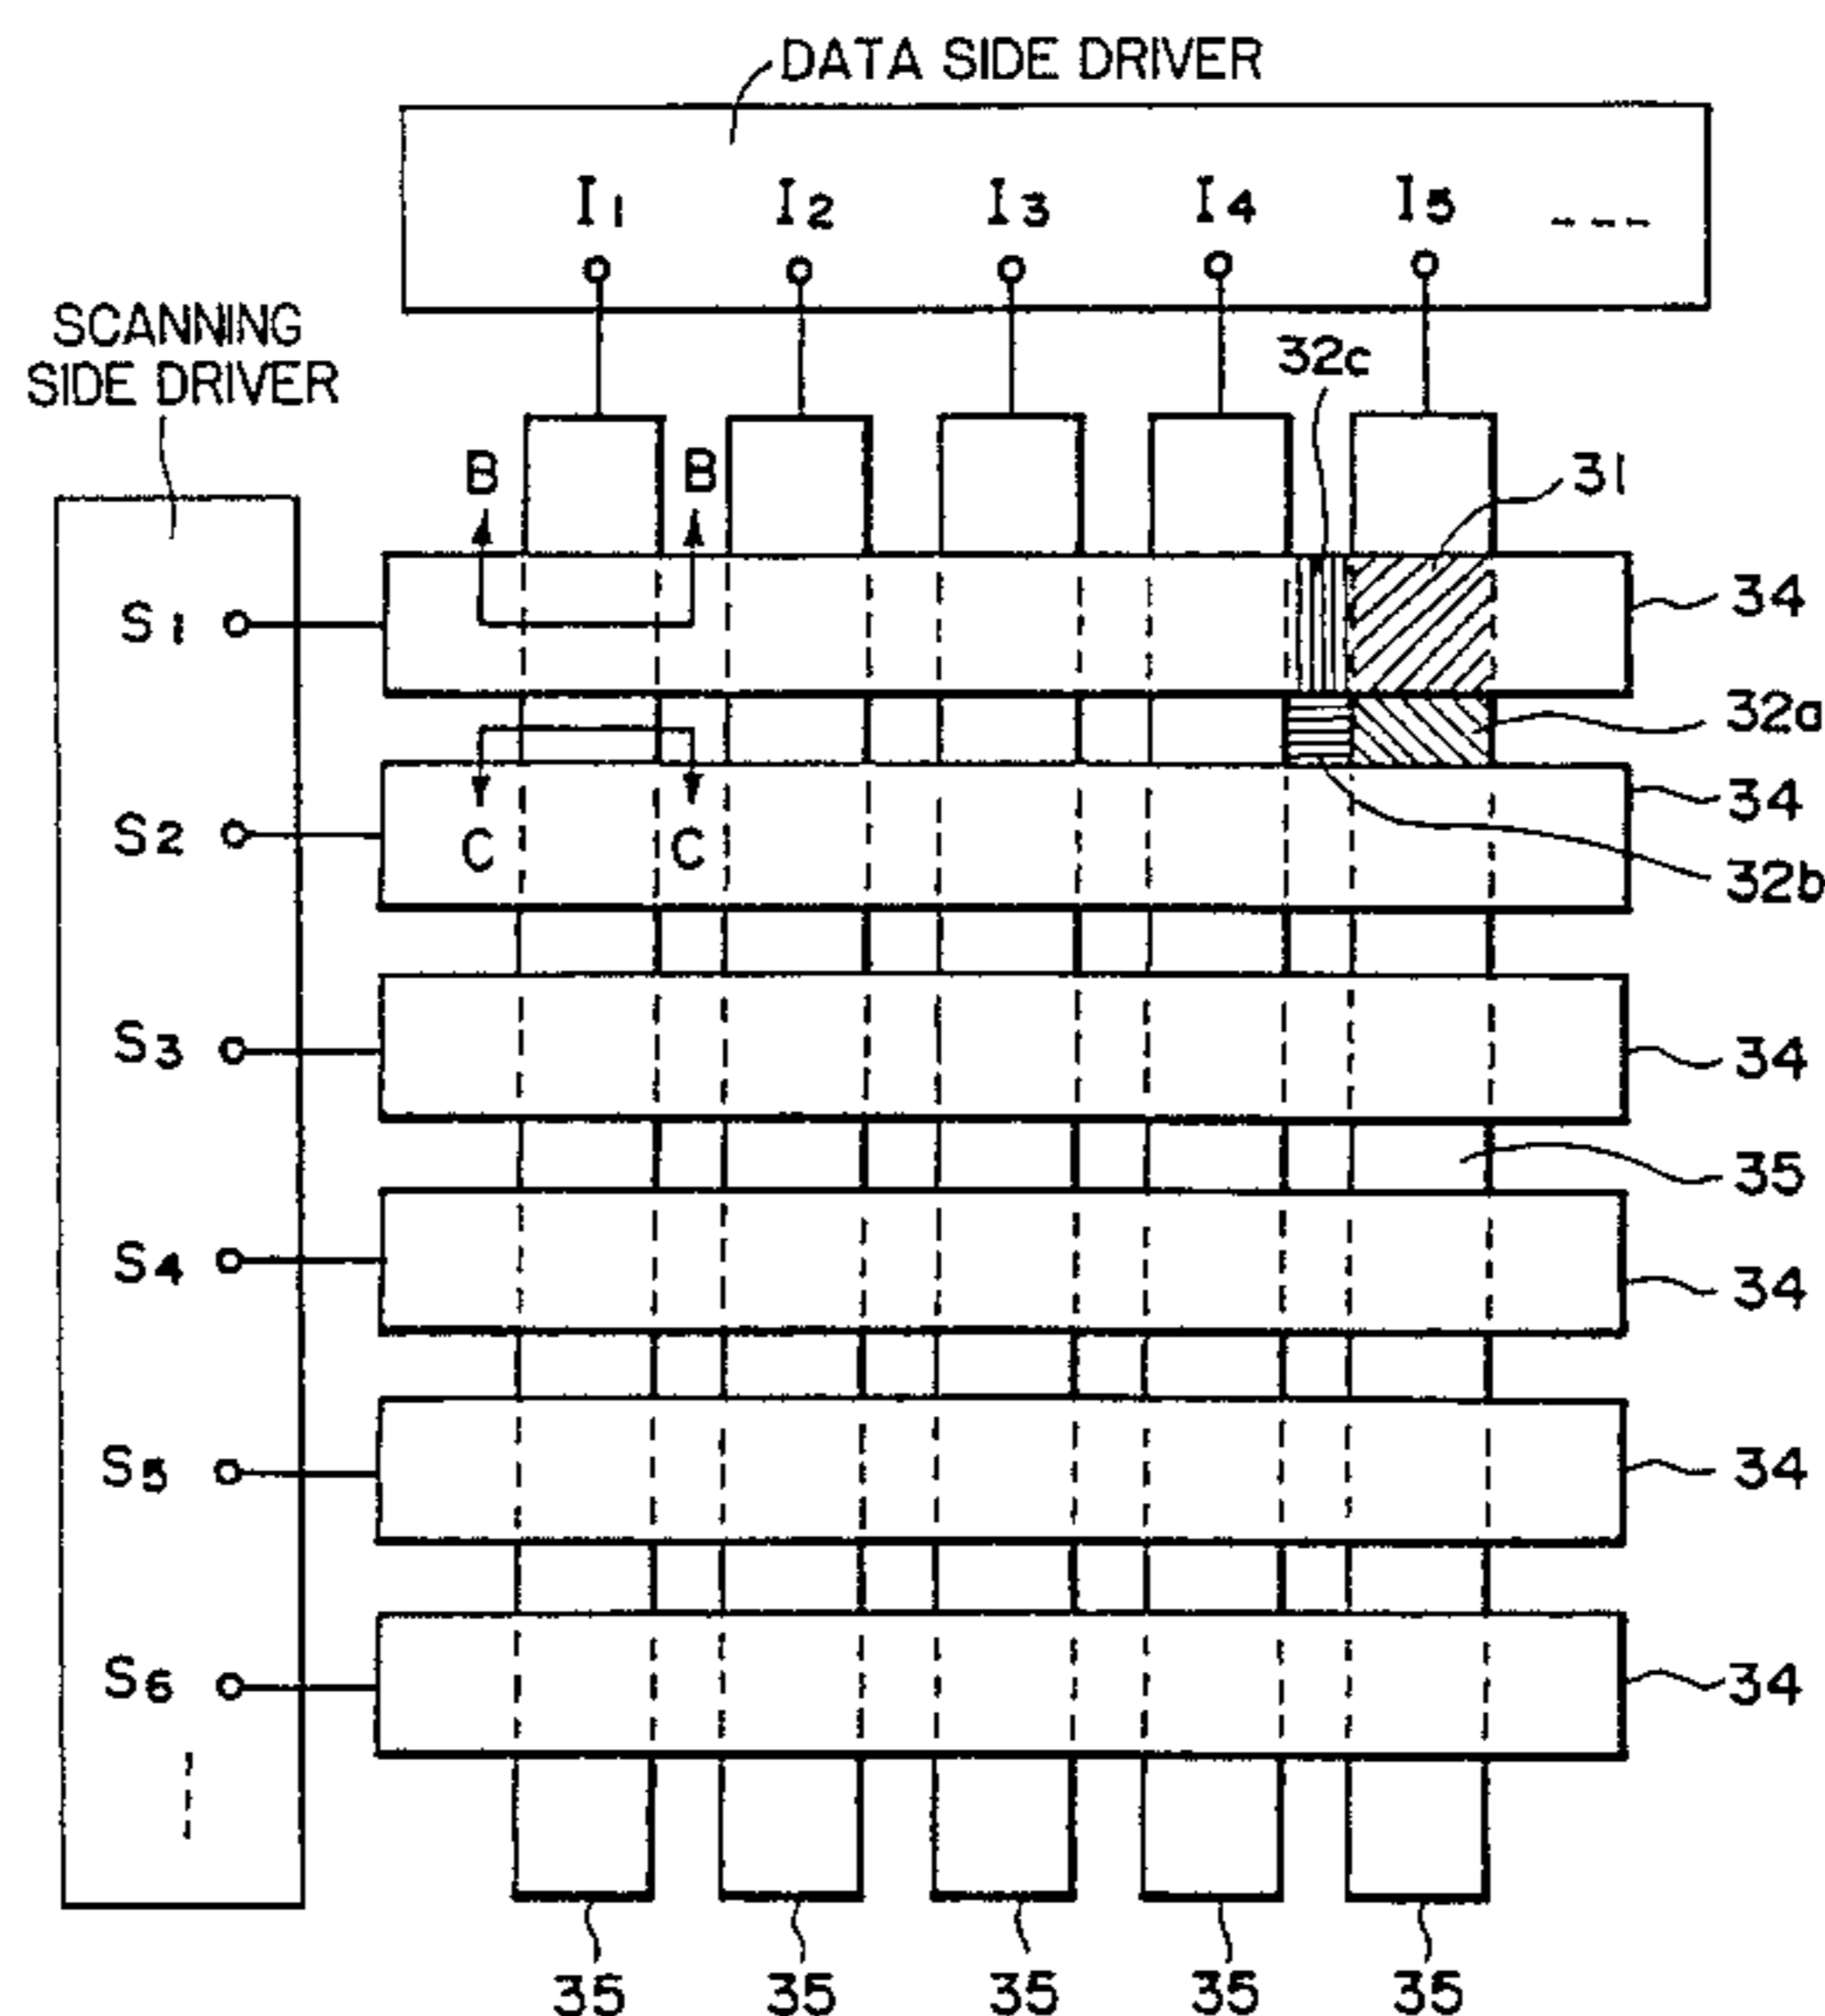 DATA SIDE DRIVER
I1 I2 I3 I4 I5 ----
SCANNING
SIDE DRIVER
32c
B B
31
S1
34
32a
34
S2
C C
32b
S3
34
35
S4
34
S5
34
S6
34
35 35 35 35 35